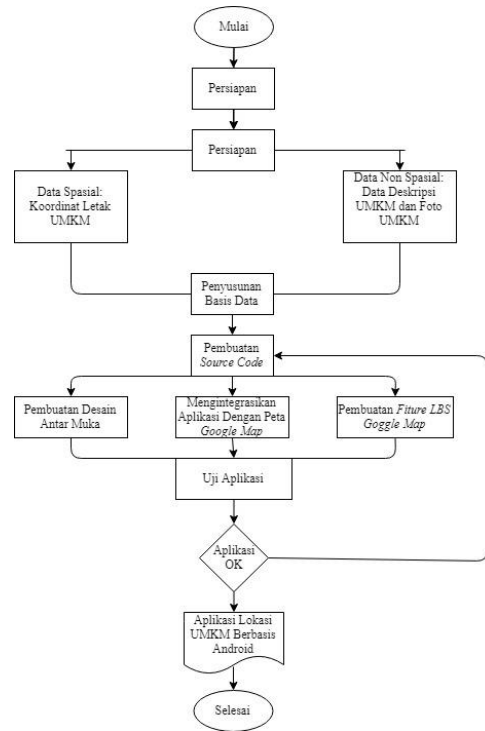 Mulai
Persiapan
Persiapan
Data Spasial:
Koordinat Letak
UMKM
Data Non Spasial:
Data Deskripsi
UMKM dan Foto
UMKM
Penyusunan
Basis Data
Pembuatan
Source Code
Pembuatan Desain
Antar Muka
Mengintegrasikan
Aplikasi Dengan Peta
Google Map
Pembuatan Fiture LBS
Goggle Map
Uji Aplikasi
Aplikasi
OK
Aplikasi Lokasi
UMKM Berbasis
Android
Selesai